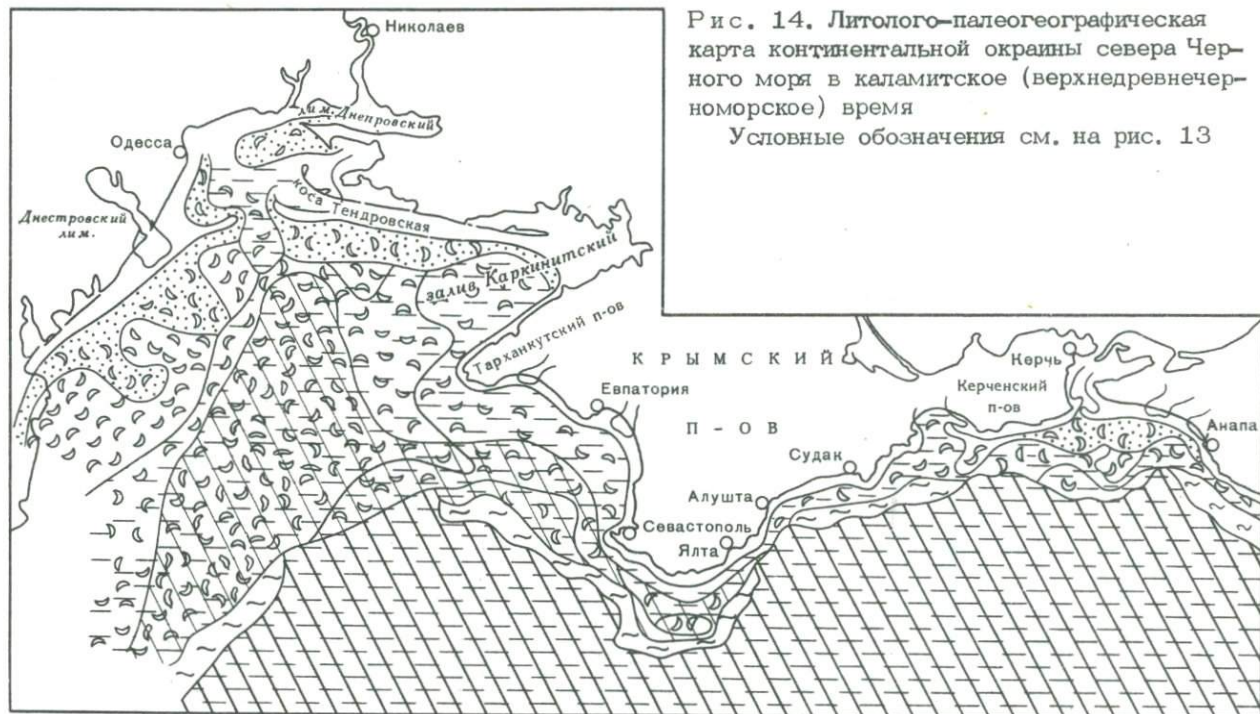 Рис. 14. Литолого-палеогеографическая
карта континентальной окраины севера Чер-
ного моря в каламитское (верхнедревнечер-
номорское) время
Условные обозначения см. на рис. 13
Николаев
лим. Днепровский
Одесса
коса Тендровская
Днестровский
лим.
залив Каркинитский
Тарханкутский п-ов
КРЫМСКИЙ
П-ОВ
Евпатория
Керчь
Керченский
п-ов
Анапа
Судак
Алушта
Севастополь
Ялта